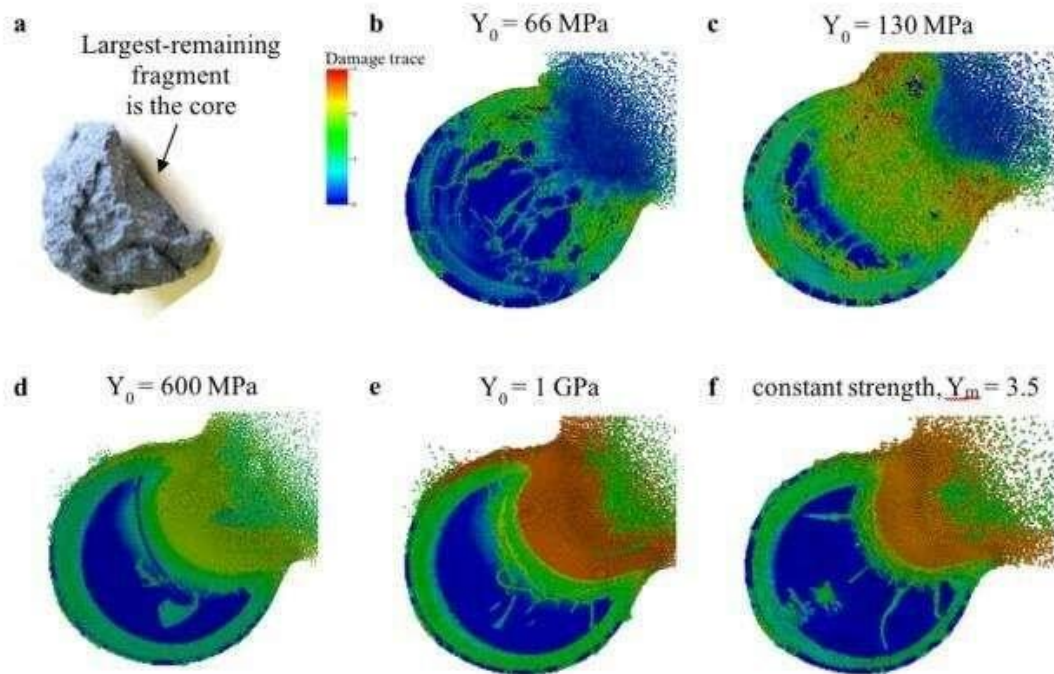 a
Largest-remaining
fragment
is the core
b
Y₀ = 66 MPa
Damage trace
c
Y₀ = 130 MPa
d
Y₀ = 600 MPa
e
Y₀ = 1 GPa
f
constant strength, Yₘ = 3.5